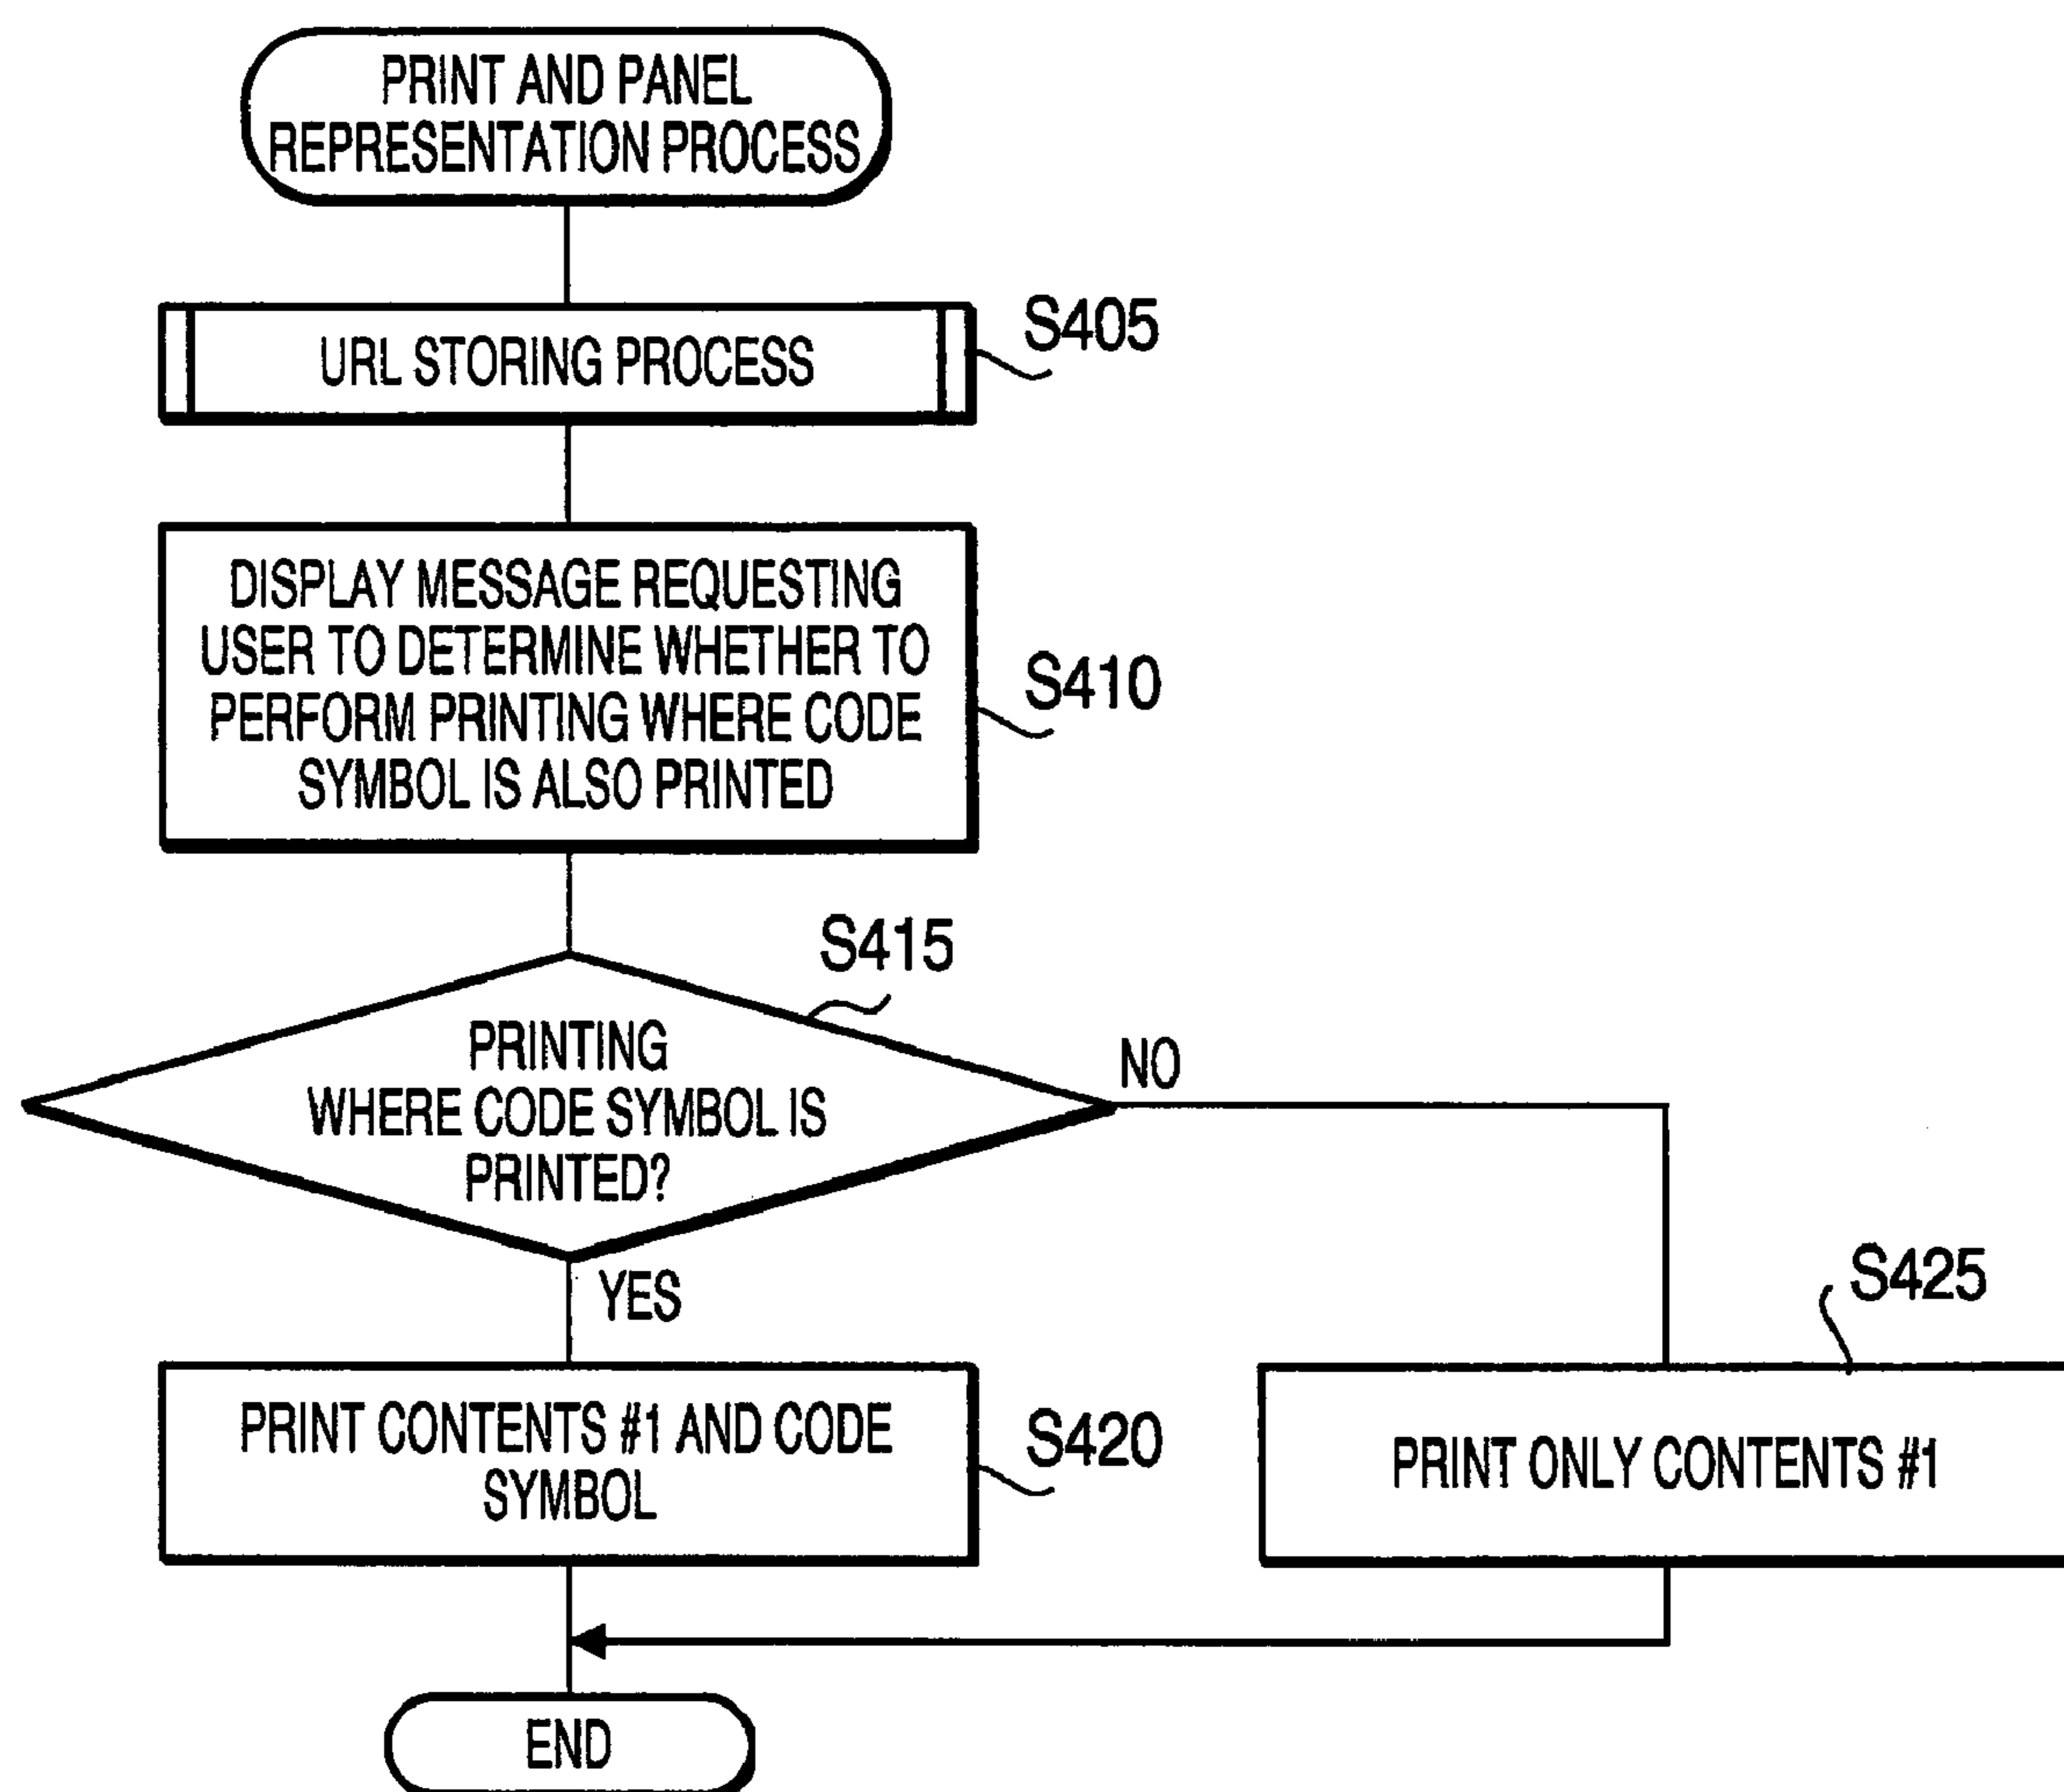 PRINT AND PANEL
REPRESENTATION PROCESS
URL STORING PROCESS
S405
DISPLAY MESSAGE REQUESTING
USER TO DETERMINE WHETHER TO
PERFORM PRINTING WHERE CODE
SYMBOL IS ALSO PRINTED
S410
S415
PRINTING
WHERE CODE SYMBOL IS
PRINTED?
NO
YES
S425
PRINT CONTENTS #1 AND CODE
SYMBOL
S420
PRINT ONLY CONTENTS #1
END